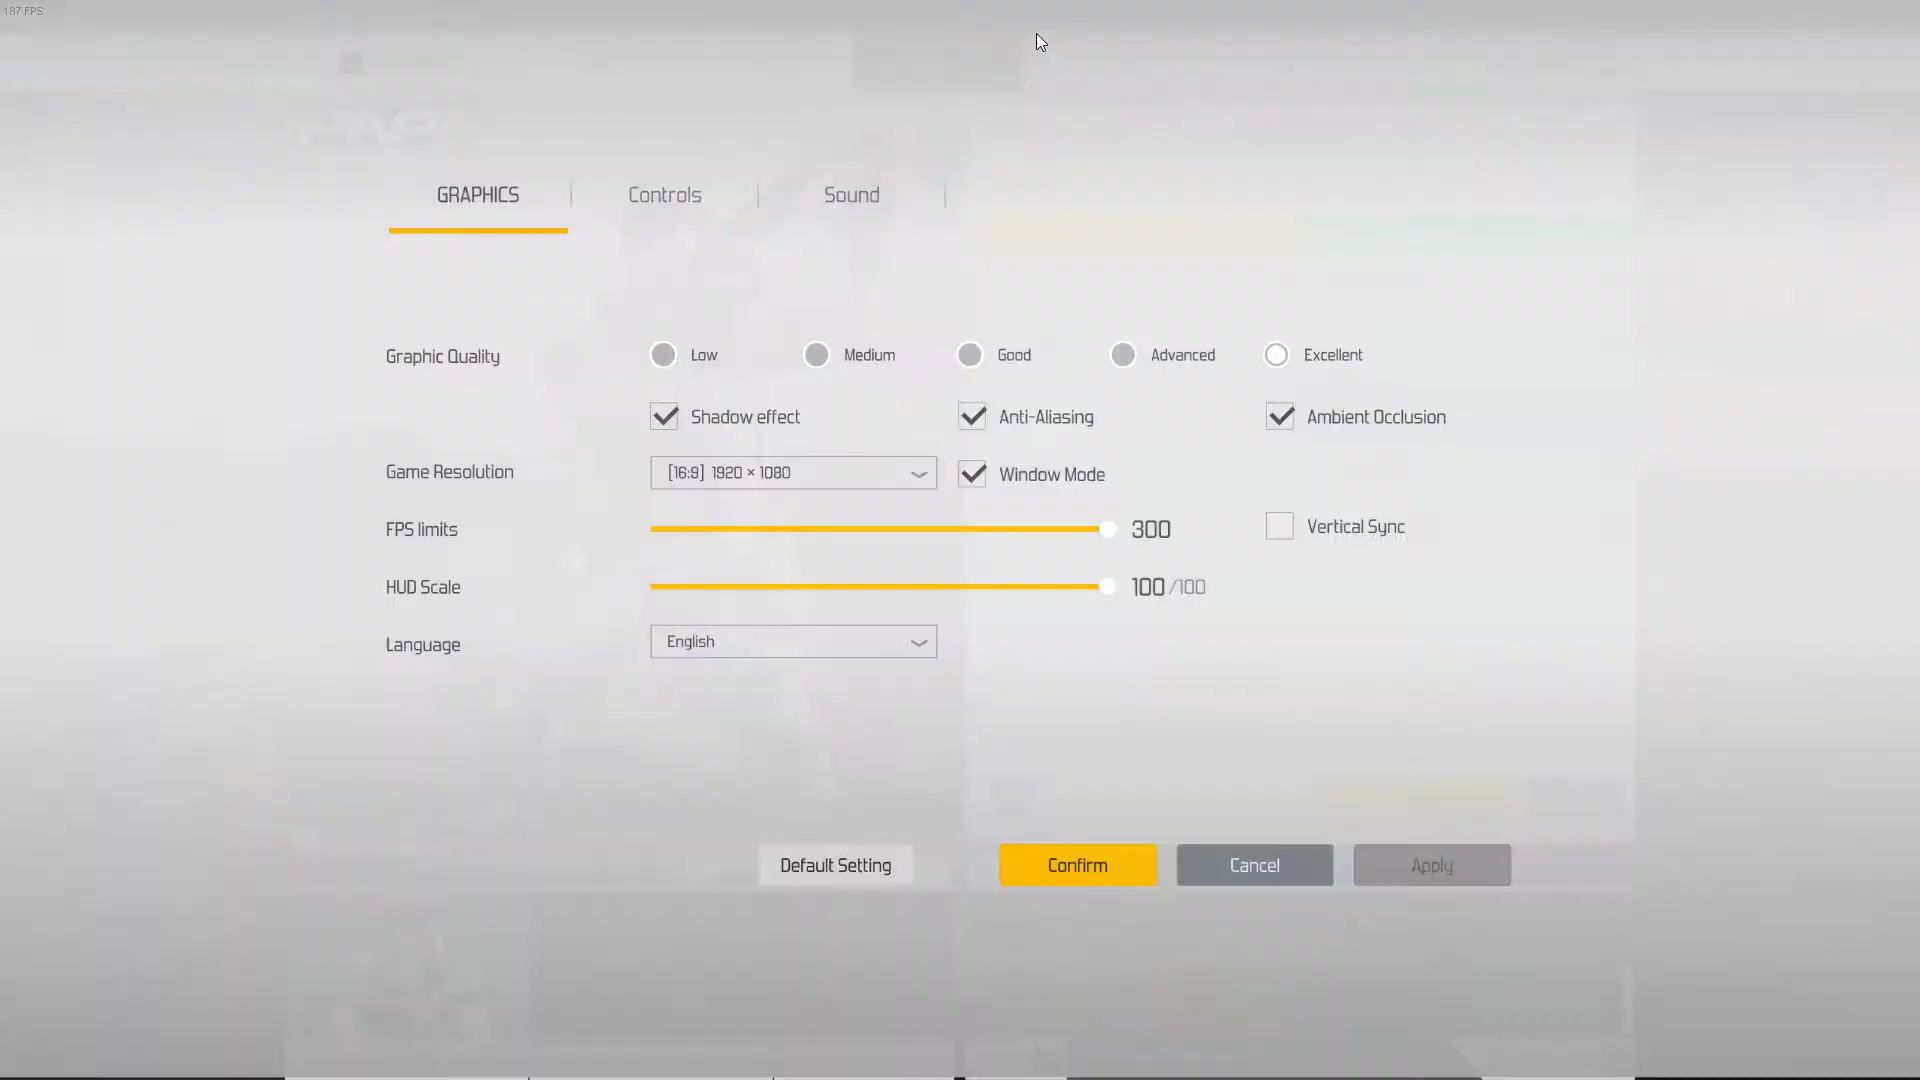 187 FPS
GRAPHICS
Controls
Sound
Graphic Quality
Low
Medium
Good
Advanced
Excellent
Shadow effect
Anti-Aliasing
Ambient Occlusion
Game Resolution
[16:9] 1920 × 1080
Window Mode
FPS limits
300
Vertical Sync
HUD Scale
100 /100
Language
English
Default Setting
Confirm
Cancel
Apply